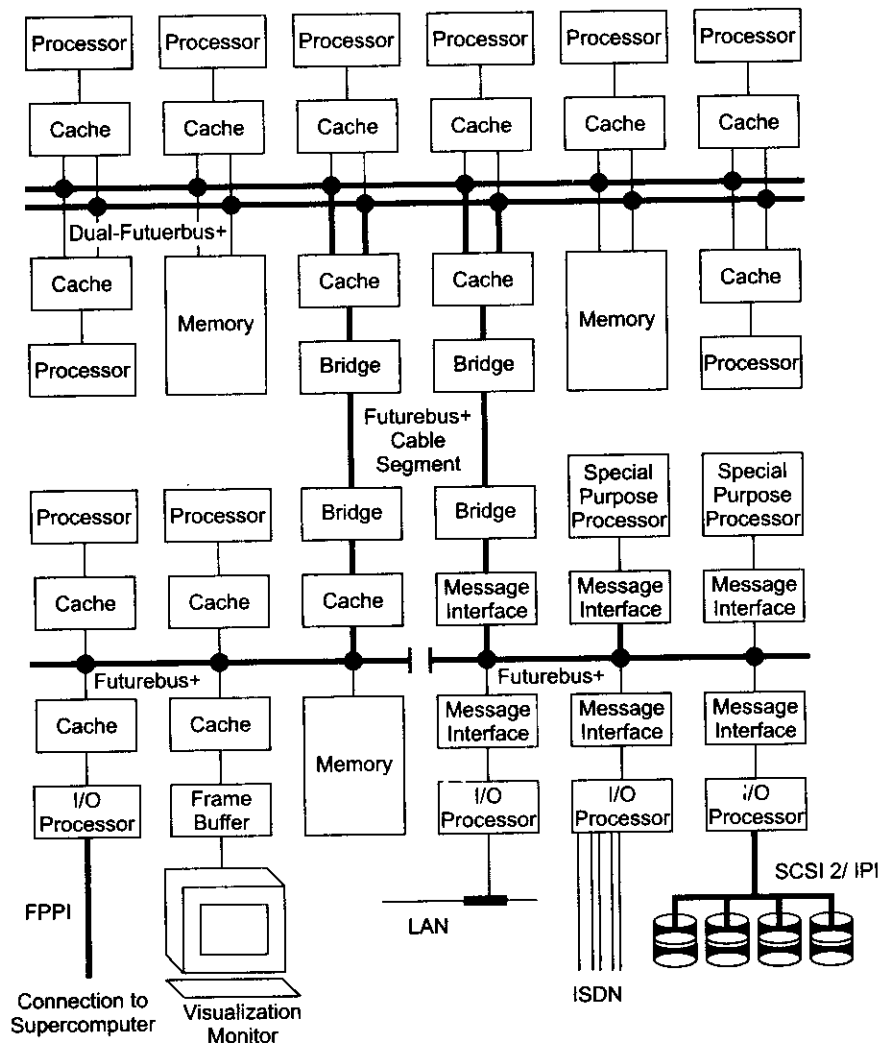 Processor
Processor
Processor
Processor
Processor
Processor
Cache
Cache
Cache
Cache
Cache
Cache
Dual-Futuerbus+
Cache
Memory
Cache
Cache
Memory
Cache
Processor
Bridge
Bridge
Processor
Futurebus+
Cable
Segment
Processor
Processor
Bridge
Bridge
Special
Purpose
Processor
Special
Purpose
Processor
Cache
Cache
Cache
Message
Interface
Message
Interface
Message
Interface
Futurebus+
Futurebus+
Cache
Cache
Memory
Message
Interface
Message
Interface
Message
Interface
I/O
Processor
Frame
Buffer
I/O
Processor
I/O
Processor
I/O
Processor
FPPI
LAN
SCSI 2/ IPI
ISDN
Connection to
Supercomputer
Visualization
Monitor